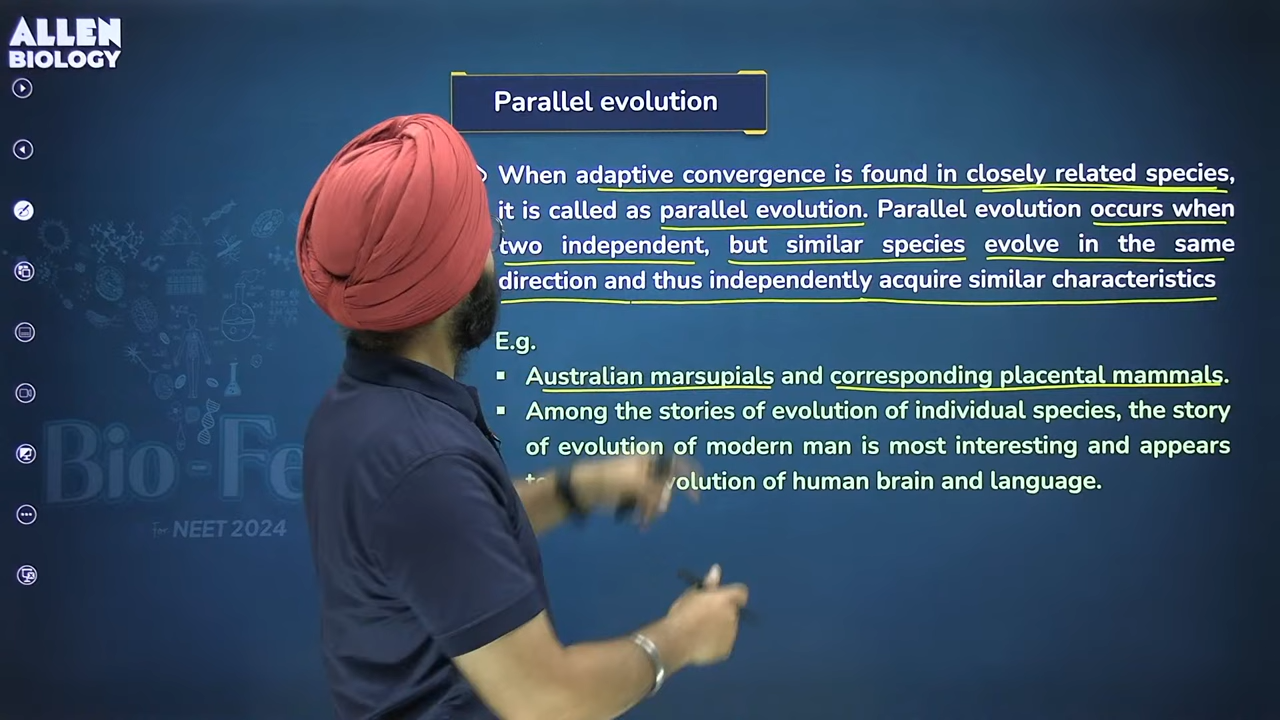 ALLEN
BIOLOGY
Parallel evolution
When adaptive convergence is found in closely related species,
it is called as parallel evolution. Parallel evolution occurs when
two independent, but similar species evolve in the same
direction and thus independently acquire similar characteristics
E.g.
▪ Australian marsupials and corresponding placental mammals.
▪ Among the stories of evolution of individual species, the story
of evolution of modern man is most interesting and appears
volution of human brain and language.
Bio-Fe
for NEET 2024